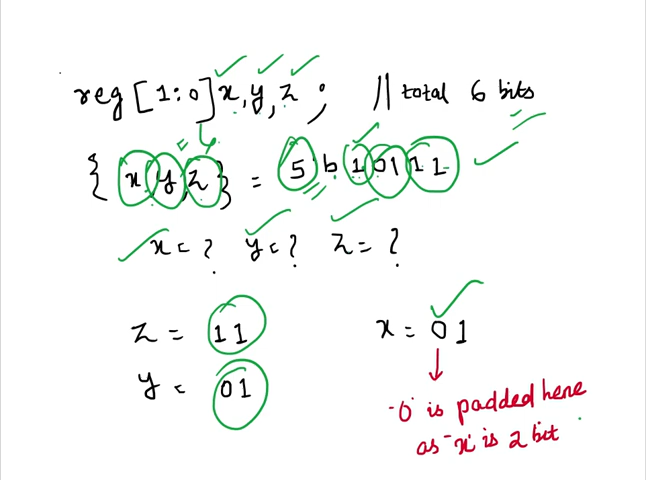 reg [1:0] x, y, z ; // total 6 bits
{x y, z} = 5 b 1 01 11
x = ? y = ? z = ?
z = 11 x = 01
y = 01
'0' is padded here
as 'x' is 2 bit